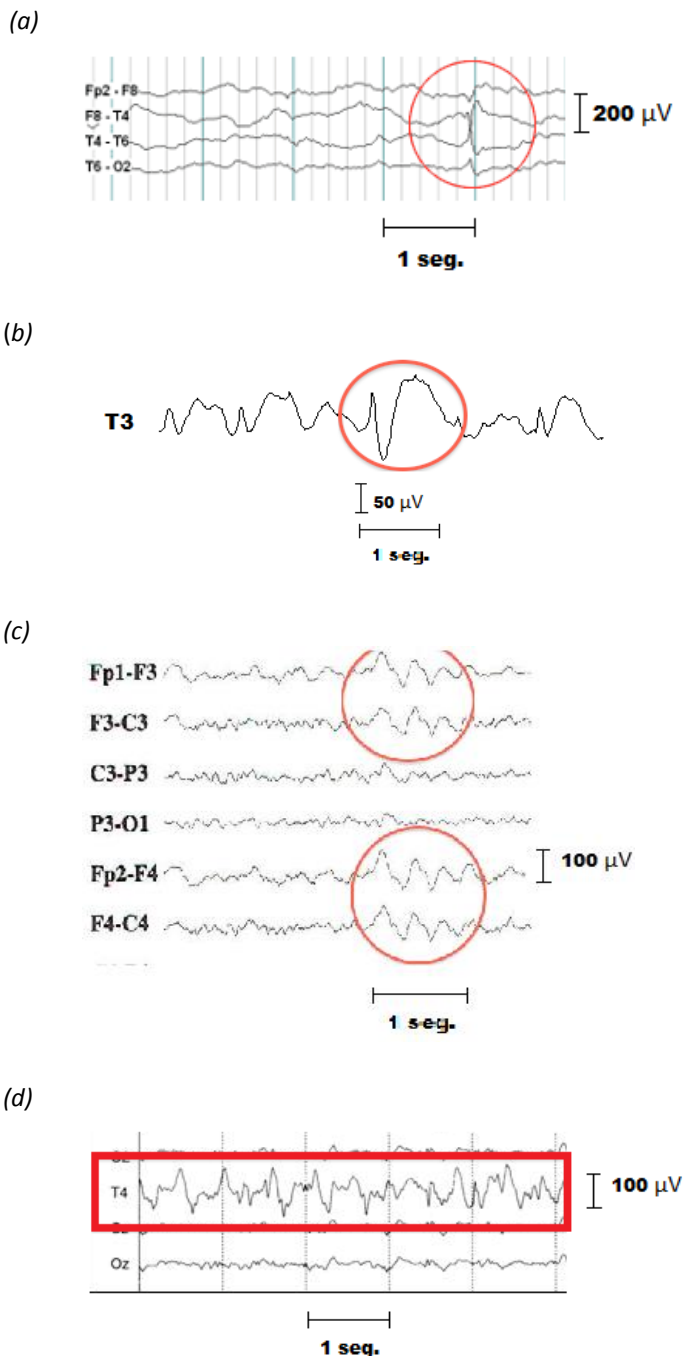 (a)
Fp2 - F8
F8 - T4
T4 - T6
T6 - O2
200 µV
1 seg.
(b)
T3
50 µV
1 seg.
(c)
Fp1-F3
F3-C3
C3-P3
P3-O1
Fp2-F4
F4-C4
100 µV
1 seg.
(d)
T4
100 µV
Oz
1 seg.